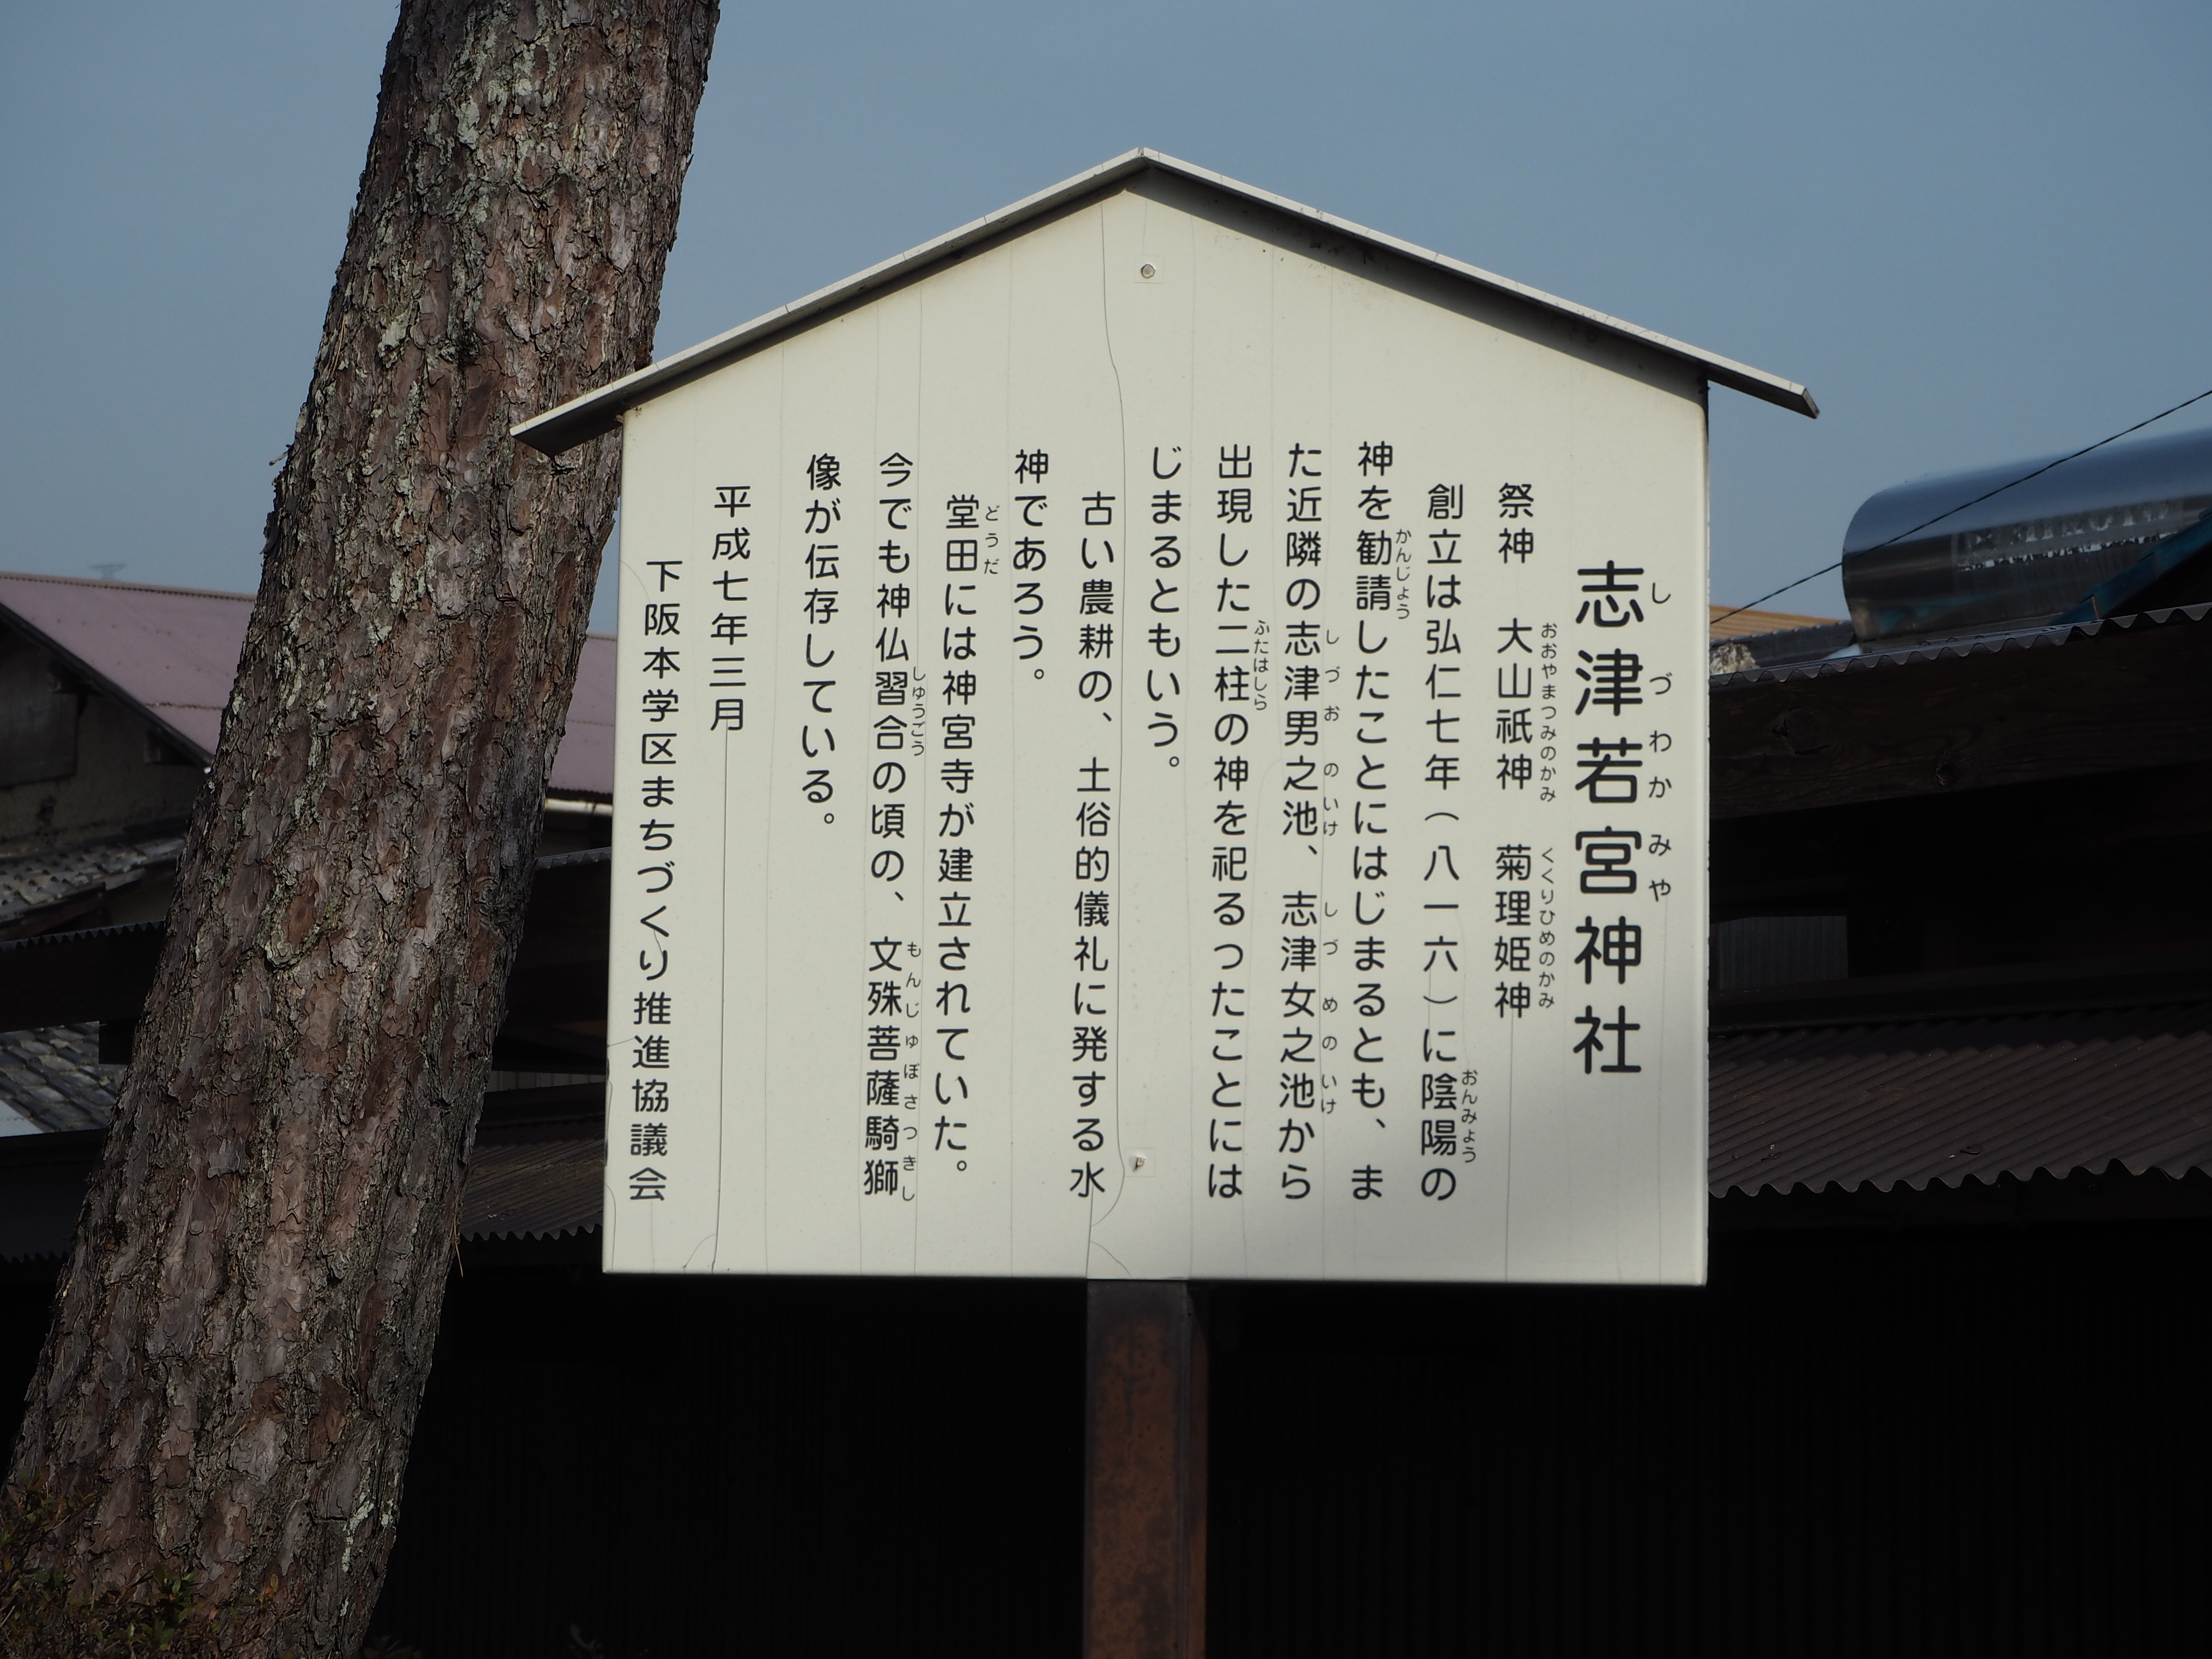 志津若宮神社
祭神　大山祇神　菊理姫神
創立は弘仁七年（八一六）に陰陽の
神を勧請したことにはじまるとも、ま
た近隣の志津男之池、志津女之池から
出現した二柱の神を祀るったことには
じまるともいう。
古い農耕の、土俗的儀礼に発する水
神であろう。
堂田には神宮寺が建立されていた。
今でも神仏習合の頃の、文殊菩薩騎獅
像が伝存している。
平成七年三月
下阪本学区まちづくり推進協議会